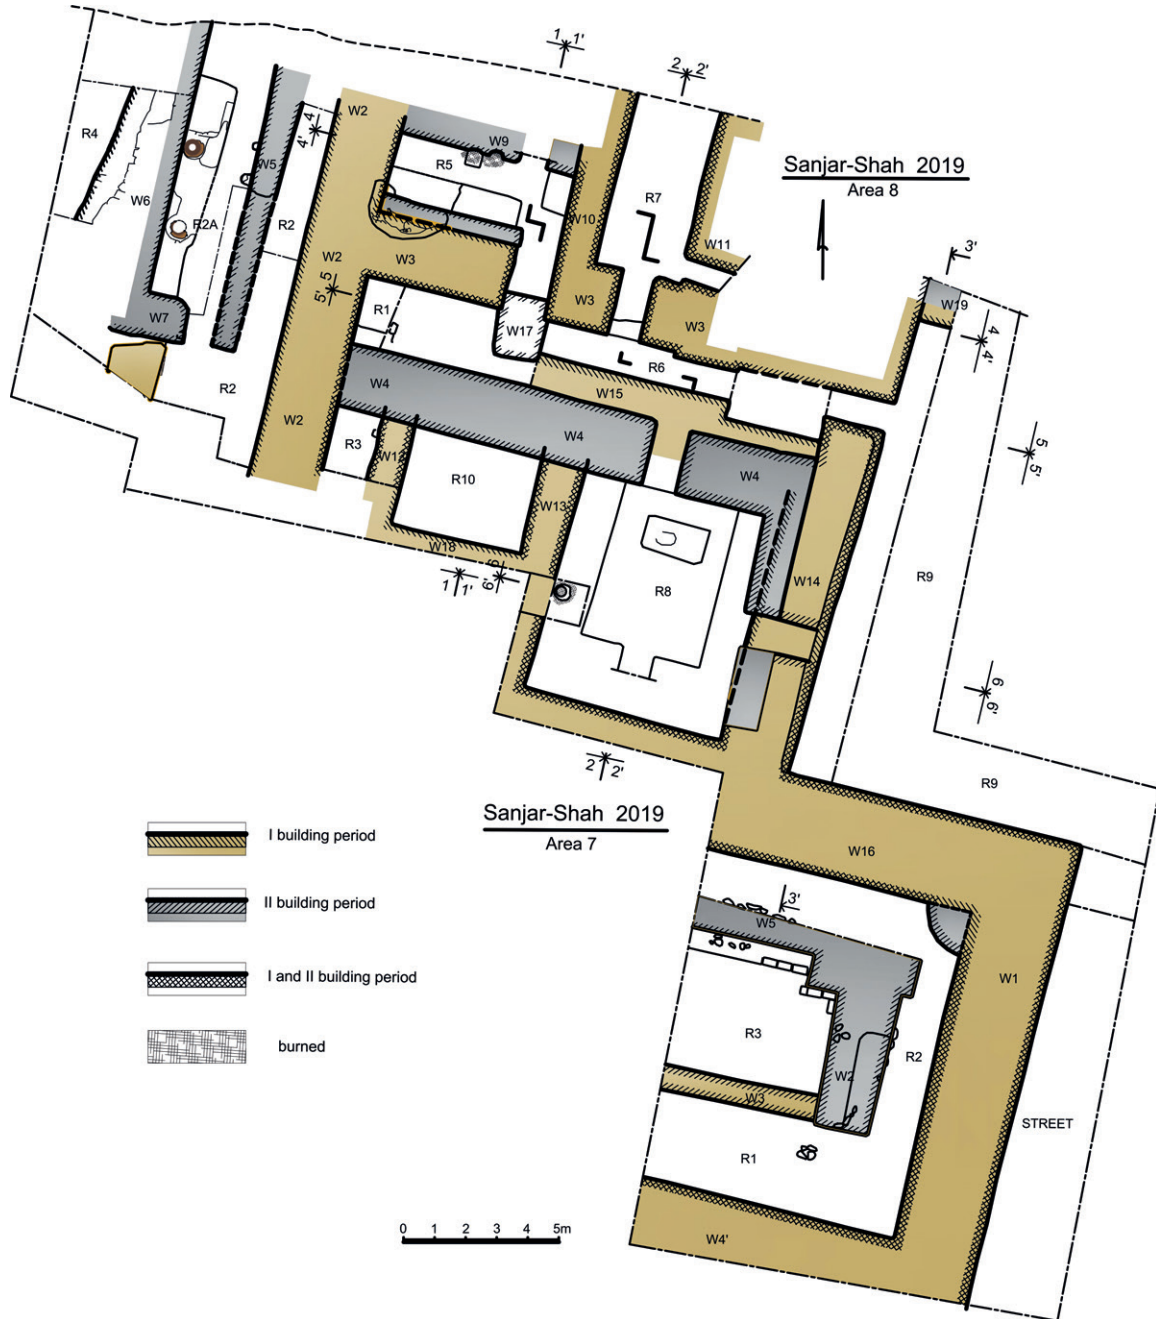 1 1'
2 2'
W2
4' 4
W9
R4
W5
R5
Sanjar-Shah 2019
Area 8
W6
R2A
R2
W10
R7
W11
3'
W2
W3
5' 5
W3
W3
W19
R1
W17
4 4'
R6
W4
W15
W2
R2
R3
W4
W4
5 5'
W12
R10
W13
W18
W14
R9
1 1'
6' 6
R8
6 6'
2 2'
R9
Sanjar-Shah 2019
Area 7
I building period
W16
II building period
3'
W5
I and II building period
W1
burned
R3
R2
W2
W3
STREET
R1
0 1 2 3 4 5m
W4'